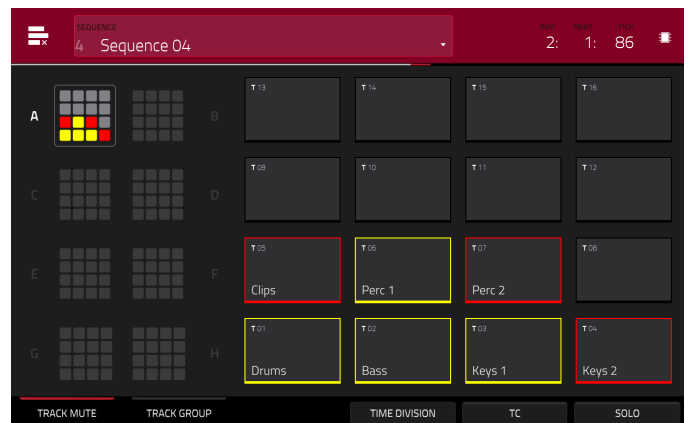 SEQUENCE
4 Sequence 04
BAR BEAT TICK
2: 1: 86
A B
T 13 T 14 T 15 T 16
C D
T 09 T 10 T 11 T 12
E F
T 05 T 06 T 07 T 08
Clips Perc 1 Perc 2
G H
T 01 T 02 T 03 T 04
Drums Bass Keys 1 Keys 2
TRACK MUTE TRACK GROUP TIME DIVISION TC SOLO